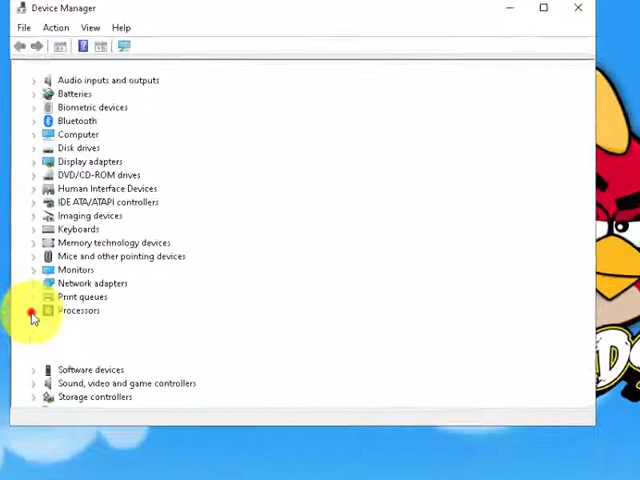 Device Manager
File Action View Help
Audio inputs and outputs
Batteries
Biometric devices
Bluetooth
Computer
Disk drives
Display adapters
DVD/CD-ROM drives
Human Interface Devices
IDE ATA/ATAPI controllers
Imaging devices
Keyboards
Memory technology devices
Mice and other pointing devices
Monitors
Network adapters
Print queues
Processors
Software devices
Sound, video and game controllers
Storage controllers